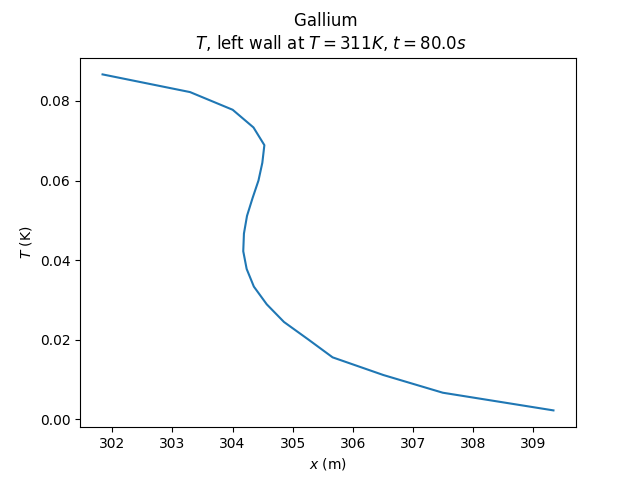 Gallium
T, left wall at T = 311K, t = 80.0s
0.08
0.06
0.04
0.02
0.00
T (K)
302 303 304 305 306 307 308 309
x (m)